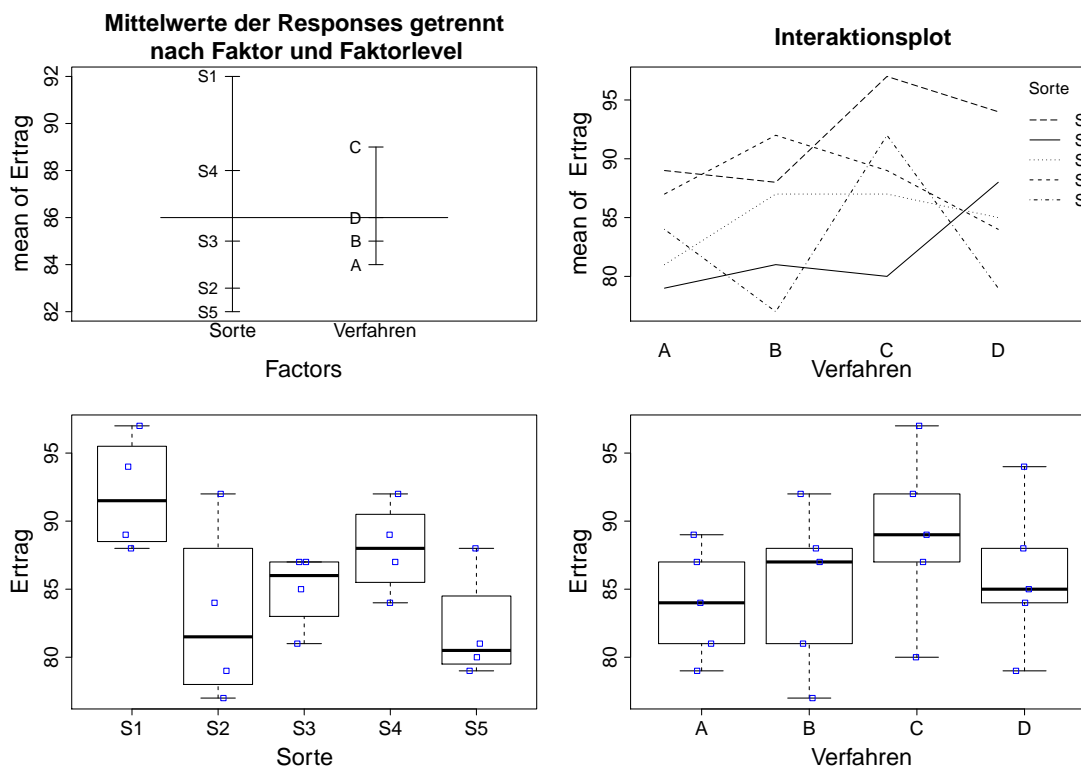 Mittelwerte der Responses getrennt
nach Faktor und Faktorlevel
mean of Ertrag
92
90
88
86
84
82
S1
S4
S3
S2
S5
C
D
B
A
Sorte
Verfahren
Factors
Interaktionsplot
mean of Ertrag
95
90
85
80
Sorte
S
S
S
S
S
A
B
C
D
Verfahren
Ertrag
95
90
85
80
S1
S2
S3
S4
S5
Sorte
Ertrag
95
90
85
80
A
B
C
D
Verfahren